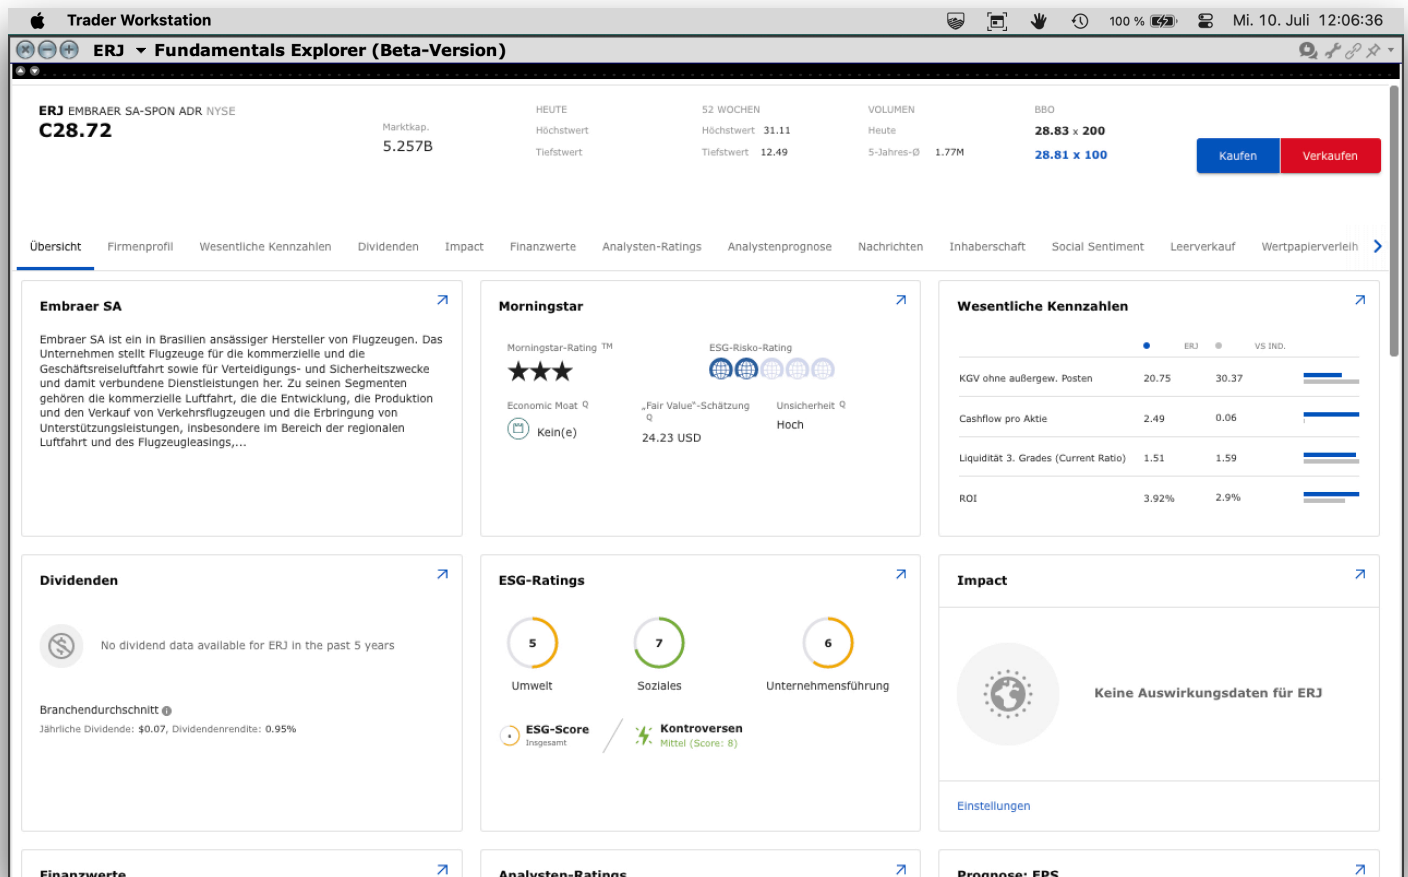 Trader Workstation
100 %
Mi. 10. Juli 12:06:36
ERJ Fundamentals Explorer (Beta-Version)
ERJ EMBRAER SA-SPON ADR NYSE
C28.72
Marktkap.
5.257B
HEUTE
Höchstwert
Tiefstwert
52 WOCHEN
Höchstwert 31.11
Tiefstwert 12.49
VOLUMEN
Heute
5-Jahres-Ø 1.77M
BBO
28.83 x 200
28.81 x 100
Kaufen
Verkaufen
Übersicht Firmenprofil Wesentliche Kennzahlen Dividenden Impact Finanzwerte Analysten-Ratings Analystenprognose Nachrichten Inhaberschaft Social Sentiment Leerverkauf Wertpapierverleih
Embraer SA
Embraer SA ist ein in Brasilien ansässiger Hersteller von Flugzeugen. Das
Unternehmen stellt Flugzeuge für die kommerzielle und die
Geschäftsreiseluftfahrt sowie für Verteidigungs- und Sicherheitszwecke
und damit verbundene Dienstleistungen her. Zu seinen Segmenten
gehören die kommerzielle Luftfahrt, die die Entwicklung, die Produktion
und den Verkauf von Verkehrsflugzeugen und die Erbringung von
Unterstützungsleistungen, insbesondere im Bereich der regionalen
Luftfahrt und des Flugzeugleasings,...
Morningstar
Morningstar-Rating TM
ESG-Risko-Rating
Economic Moat Q
Kein(e)
„Fair Value“-Schätzung
Q
24.23 USD
Unsicherheit Q
Hoch
Wesentliche Kennzahlen
ERJ VS IND.
KGV ohne außergew. Posten 20.75 30.37
Cashflow pro Aktie 2.49 0.06
Liquidität 3. Grades (Current Ratio) 1.51 1.59
ROI 3.92% 2.9%
Dividenden
No dividend data available for ERJ in the past 5 years
Branchendurchschnitt
Jährliche Dividende: $0.07, Dividendenrendite: 0.95%
ESG-Ratings
5
Umwelt
7
Soziales
6
Unternehmensführung
ESG-Score
Insgesamt
Kontroversen
Mittel (Score: 8)
Impact
Keine Auswirkungsdaten für ERJ
Einstellungen
Finanzwerte
Analysten-Ratings
Prognose: EPS